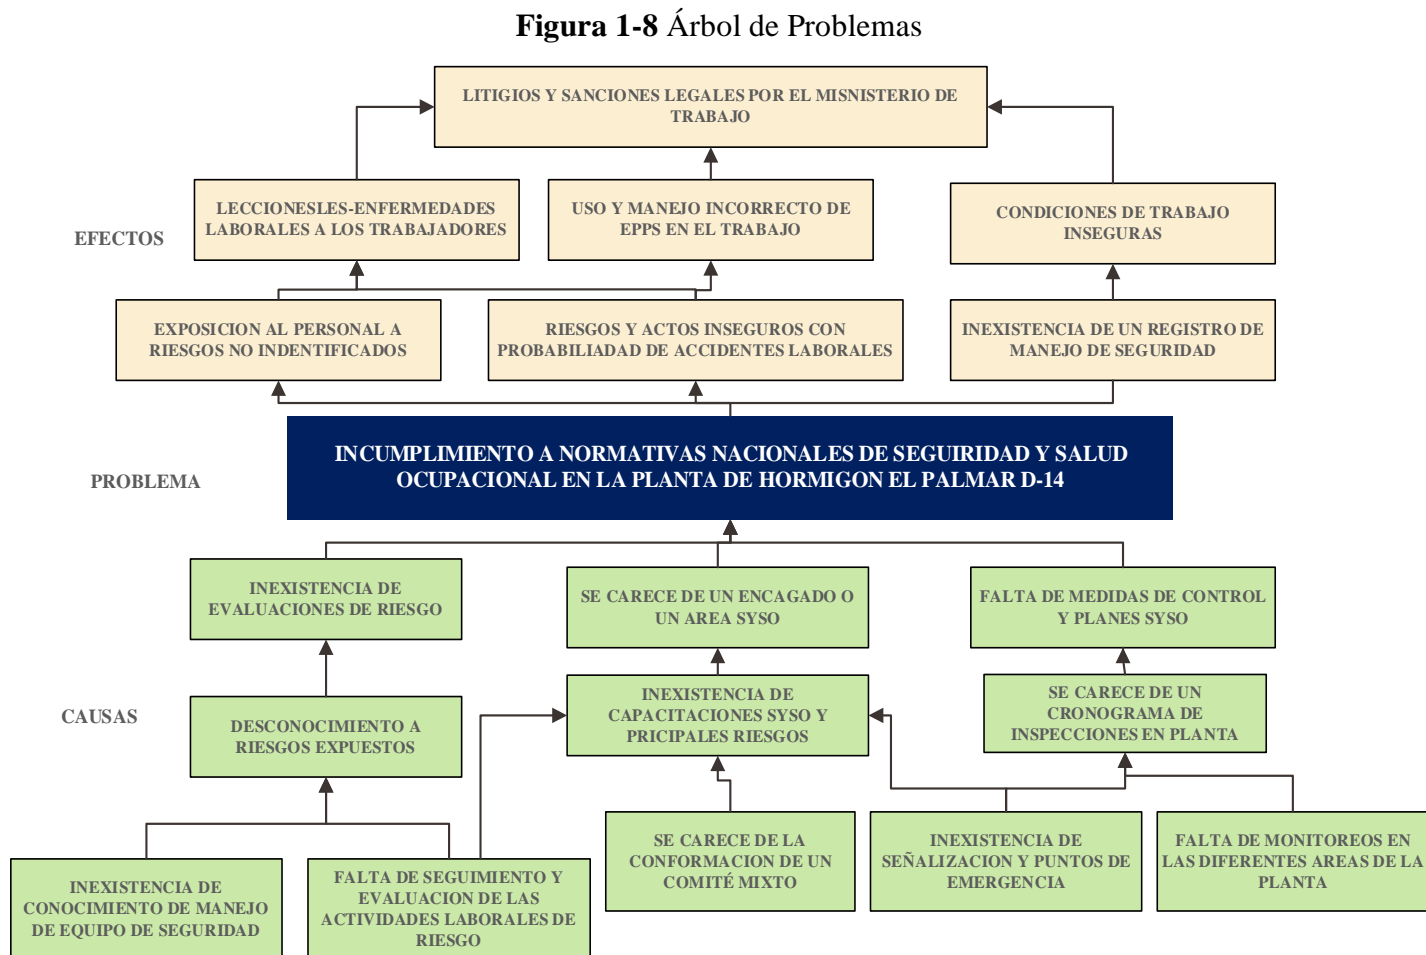 Figura 1-8 Árbol de Problemas
LITIGIOS Y SANCIONES LEGALES POR EL MISNISTERIO DE
TRABAJO
LECCIONESLES-ENFERMEDADES
LABORALES A LOS TRABAJADORES
USO Y MANEJO INCORRECTO DE
EPPS EN EL TRABAJO
CONDICIONES DE TRABAJO
INSEGURAS
EFECTOS
EXPOSICION AL PERSONAL A
RIESGOS NO INDENTIFICADOS
RIESGOS Y ACTOS INSEGUROS CON
PROBABILIADAD DE ACCIDENTES LABORALES
INEXISTENCIA DE UN REGISTRO DE
MANEJO DE SEGURIDAD
INCUMPLIMIENTO A NORMATIVAS NACIONALES DE SEGUIRIDAD Y SALUD
OCUPACIONAL EN LA PLANTA DE HORMIGON EL PALMAR D-14
PROBLEMA
INEXISTENCIA DE
EVALUACIONES DE RIESGO
SE CARECE DE UN ENCAGADO O
UN AREA SYSO
FALTA DE MEDIDAS DE CONTROL
Y PLANES SYSO
CAUSAS
DESCONOCIMIENTO A
RIESGOS EXPUESTOS
INEXISTENCIA DE
CAPACITACIONES SYSO Y
PRICIPALES RIESGOS
SE CARECE DE UN
CRONOGRAMA DE
INSPECCIONES EN PLANTA
INEXISTENCIA DE
CONOCIMIENTO DE MANEJO
DE EQUIPO DE SEGURIDAD
FALTA DE SEGUIMIENTO Y
EVALUACION DE LAS
ACTIVIDADES LABORALES DE
RIESGO
SE CARECE DE LA
CONFORMACION DE UN
COMITÉ MIXTO
INEXISTENCIA DE
SEÑALIZACION Y PUNTOS DE
EMERGENCIA
FALTA DE MONITOREOS EN
LAS DIFERENTES AREAS DE LA
PLANTA